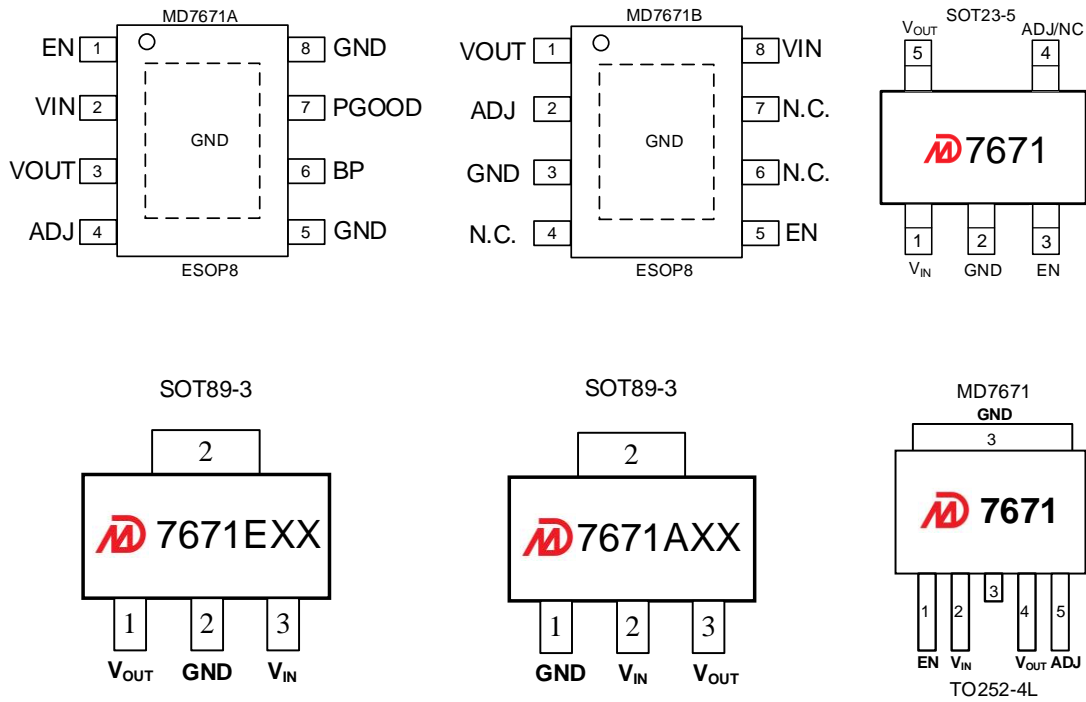 MD7671A
EN 1 8 GND
VIN 2 7 PGOOD
GND
VOUT 3 6 BP
ADJ 4 5 GND
ESOP8
MD7671B
VOUT 1 8 VIN
ADJ 2 7 N.C.
GND
GND 3 6 N.C.
N.C. 4 5 EN
ESOP8
SOT23-5
VOUT ADJ/NC
5 4
MD 7671
1 2 3
VIN GND EN
SOT89-3
2
MD 7671EXX
1 2 3
VOUT GND VIN
SOT89-3
2
MD 7671AXX
1 2 3
GND VIN VOUT
MD7671
GND
3
MD 7671
1 2 3 4 5
EN VIN VOUT ADJ
TO252-4L